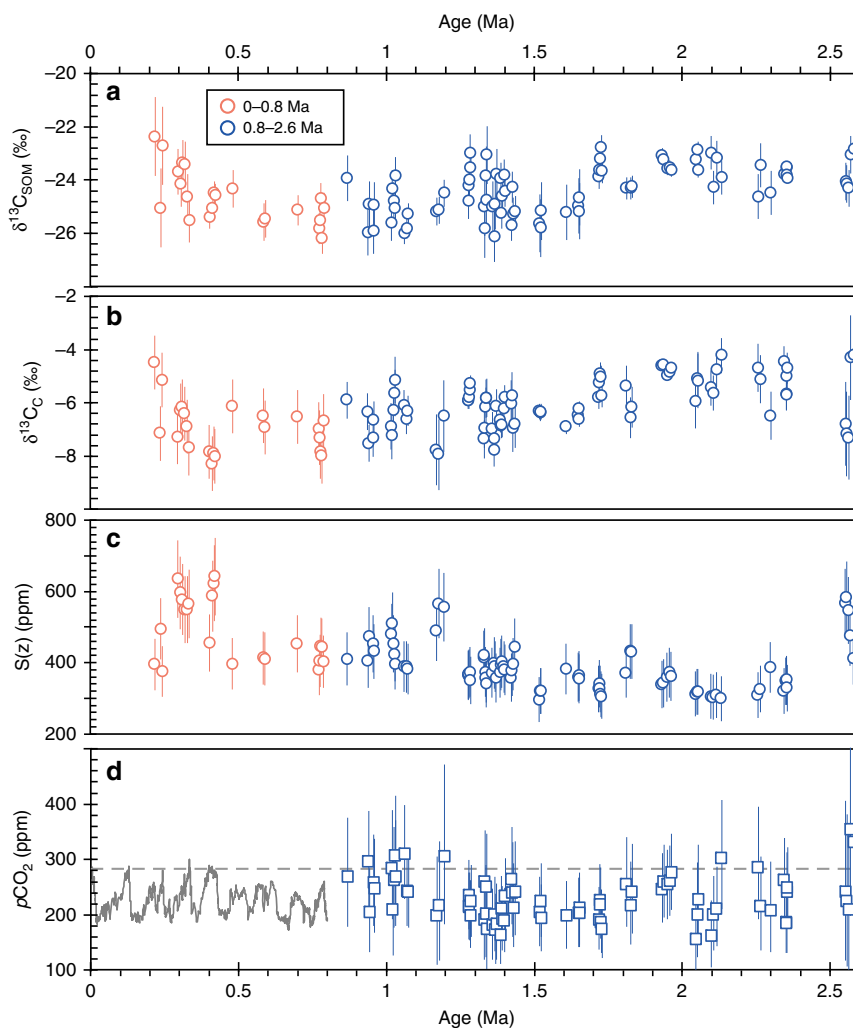 Age (Ma)
0 0.5 1 1.5 2 2.5
−20
−22
−24
−26
δ¹³C_SOM (‰)
a
0–0.8 Ma
0.8–2.6 Ma
−2
−4
−6
−8
δ¹³C_C (‰)
b
800
600
400
200
S(z) (ppm)
c
400
300
200
100
pCO₂ (ppm)
d
0 0.5 1 1.5 2 2.5
Age (Ma)